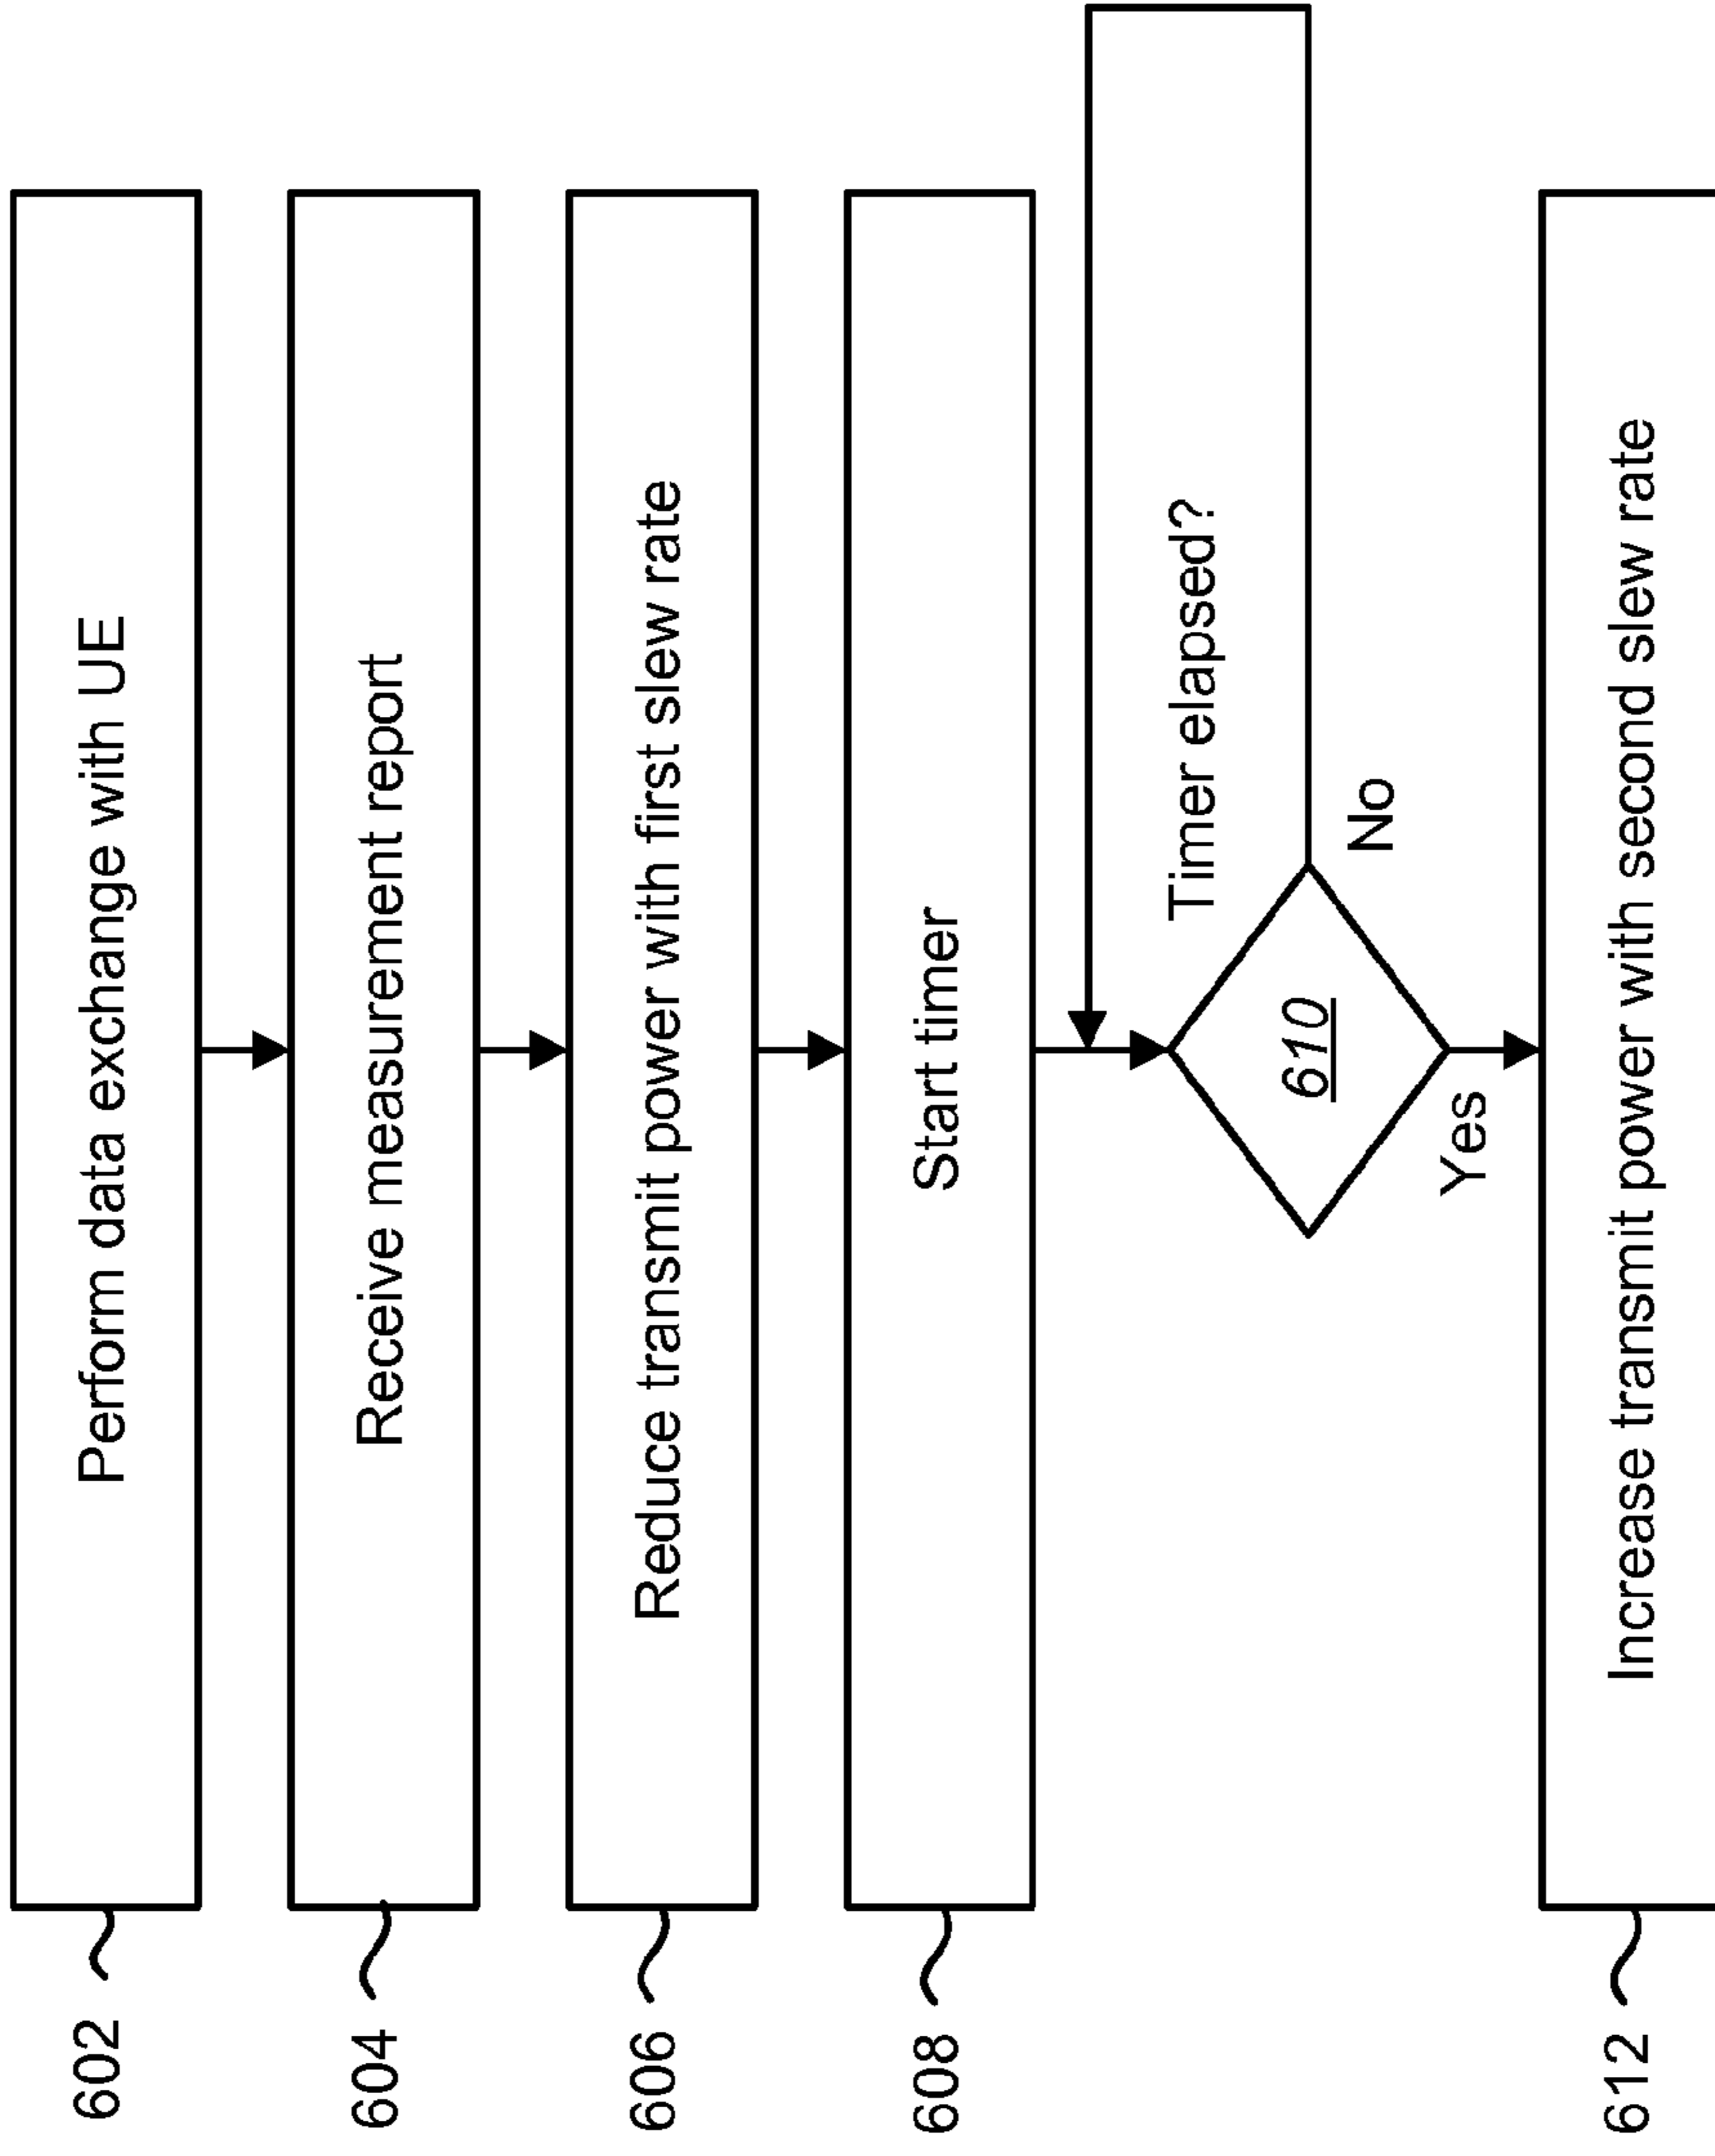 602
Perform data exchange with UE
604
Receive measurement report
606
Reduce transmit power with first slew rate
608
Start timer
Timer elapsed?
610
No
Yes
612
Increase transmit power with second slew rate